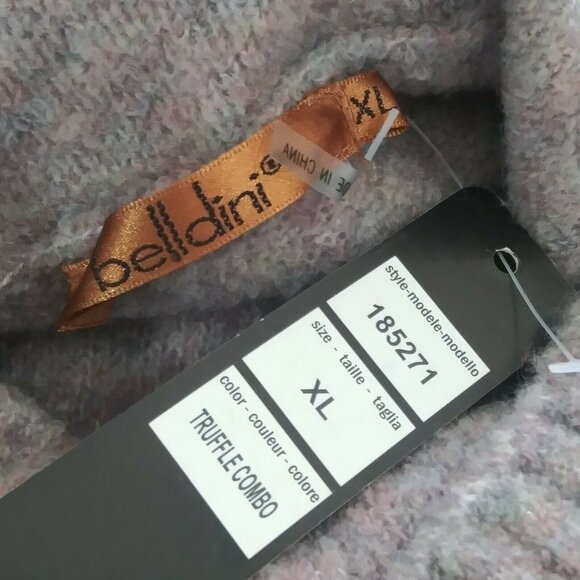 belldini®
XL
E IN CHINA
style-modele-modello
185271
size - taille - taglia
XL
color - couleur - colore
TRUFFLE COMBO